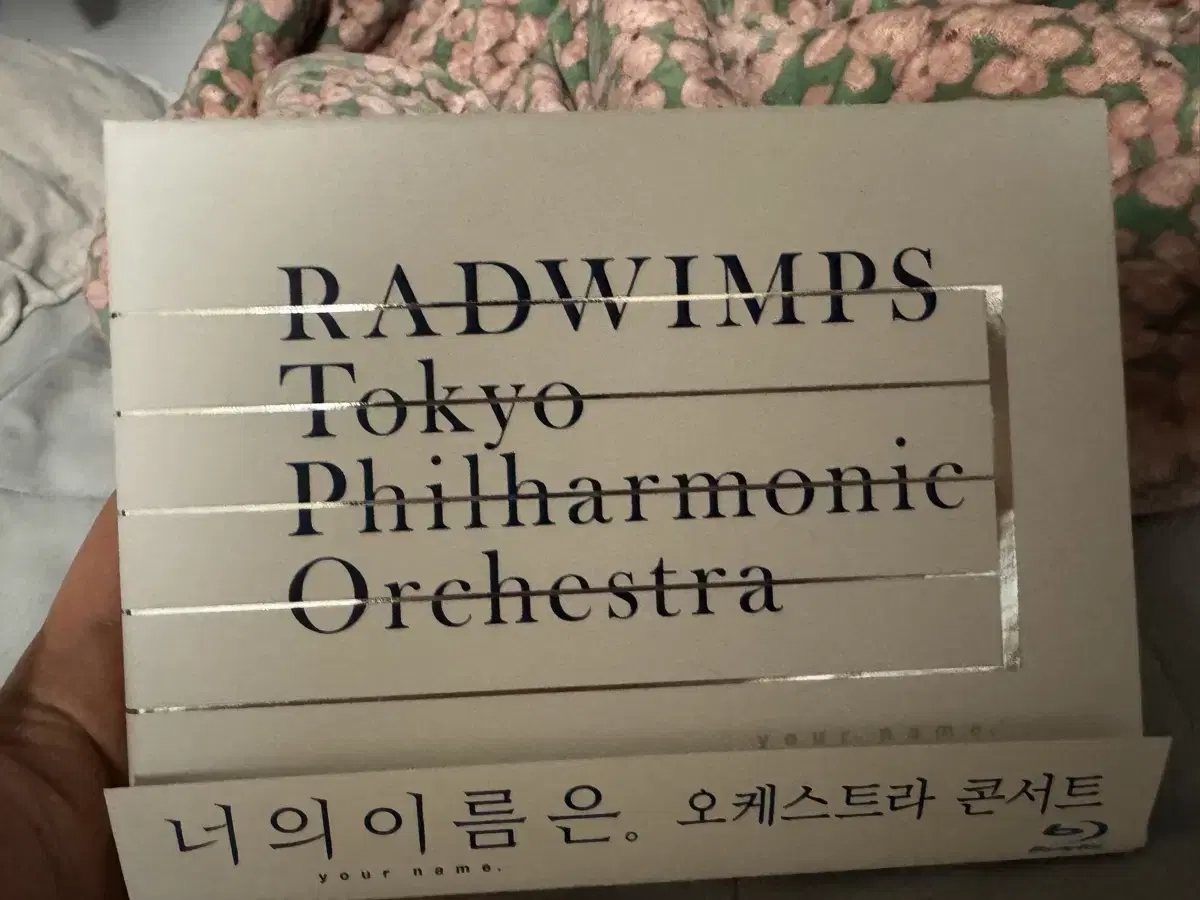 RADWIMPS
Tokyo
Philharmonic
Orchestra
your name.
너의 이름은。 오케스트라 콘서트
your name.